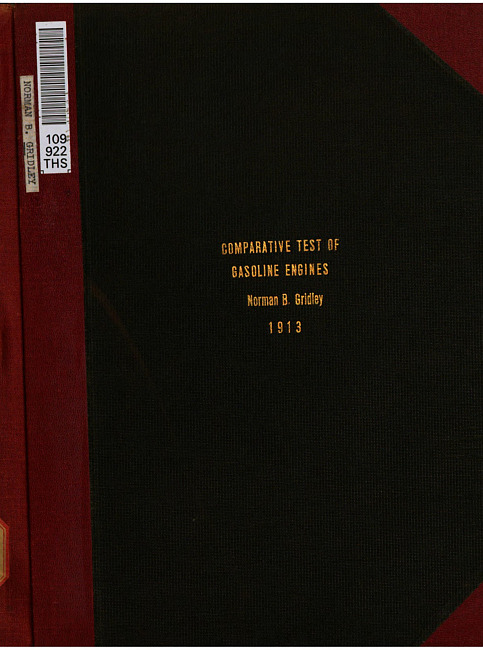 NORMAN B. GRIDLEY
109
922
THS
COMPARATIVE TEST OF
GASOLINE ENGINES
Norman B. Gridley
1913